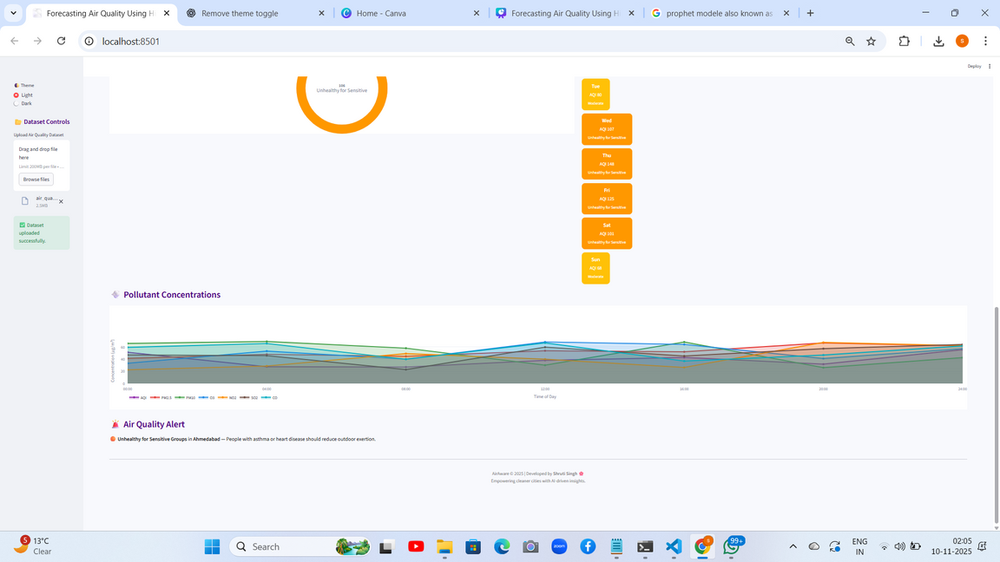 Forecasting Air Quality Using H
Remove theme toggle
Home - Canva
Forecasting Air Quality Using H
prophet modele also known as
localhost:8501
S
Deploy
Theme
Light
Dark
Dataset Controls
Upload Air Quality Dataset
Drag and drop file
here
Limit 200MB per file • ...
Browse files
air_qua...
2.0MB
Dataset
uploaded
successfully.
106
Unhealthy for Sensitive
Tue
Moderate
Wed
AQI 107
Unhealthy for Sensitive
Thu
AQI 148
Unhealthy for Sensitive
Fri
AQI 125
Unhealthy for Sensitive
Sat
AQI 101
Unhealthy for Sensitive
Sun
Moderate
Pollutant Concentrations
Concentration (µg/m³)
60
40
20
0
00:00
04:00
08:00
12:00
16:00
20:00
24:00
Time of Day
AQI
PM2.5
PM10
O3
NO2
SO2
CO
Air Quality Alert
Unhealthy for Sensitive Groups in Ahmedabad — People with asthma or heart disease should reduce outdoor exertion.
AirAware © 2025 | Developed by Shruti Singh
Empowering cleaner cities with AI-driven insights.
5
13°C
Clear
Search
zoom
99+
ENG
IN
02:05
10-11-2025